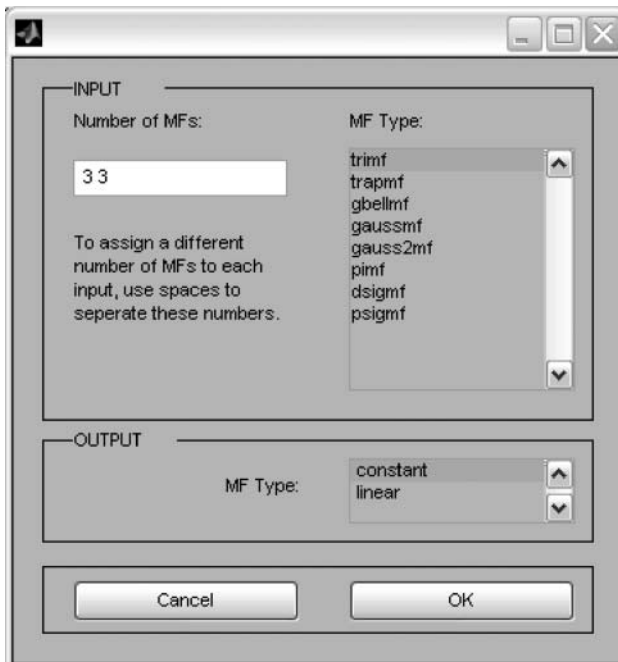 INPUT
Number of MFs:
3 3
To assign a different
number of MFs to each
input, use spaces to
seperate these numbers.
MF Type:
trimf
trapmf
gbellmf
gaussmf
gauss2mf
pimf
dsigmf
psigmf
OUTPUT
MF Type:
constant
linear
Cancel
OK